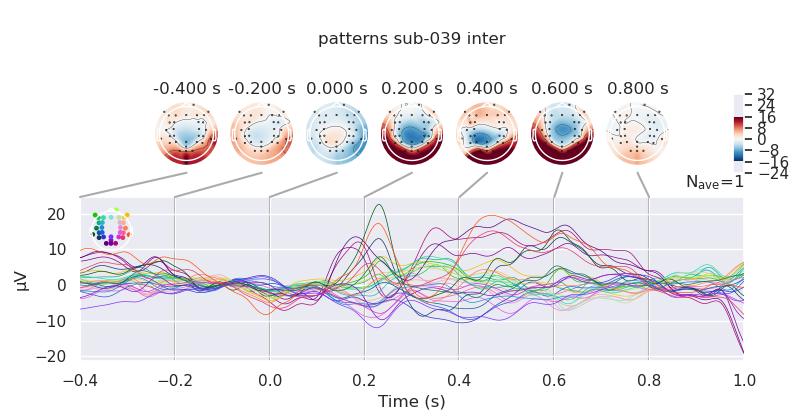 patterns sub-039 inter
-0.400 s -0.200 s 0.000 s 0.200 s 0.400 s 0.600 s 0.800 s
32
24
16
8
0
−8
−16
−24
Nave=1
20
10
0
−10
−20
μV
−0.4 −0.2 0.0 0.2 0.4 0.6 0.8 1.0
Time (s)